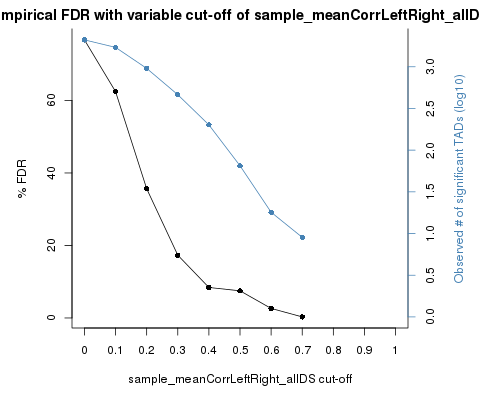 mpirical FDR with variable cut-off of sample_meanCorrLeftRight_allD
% FDR
0
20
40
60
0 0.1 0.2 0.3 0.4 0.5 0.6 0.7 0.8 0.9 1
sample_meanCorrLeftRight_allDS cut-off
0.0
0.5
1.0
1.5
2.0
2.5
3.0
Observed # of significant TADs (log10)